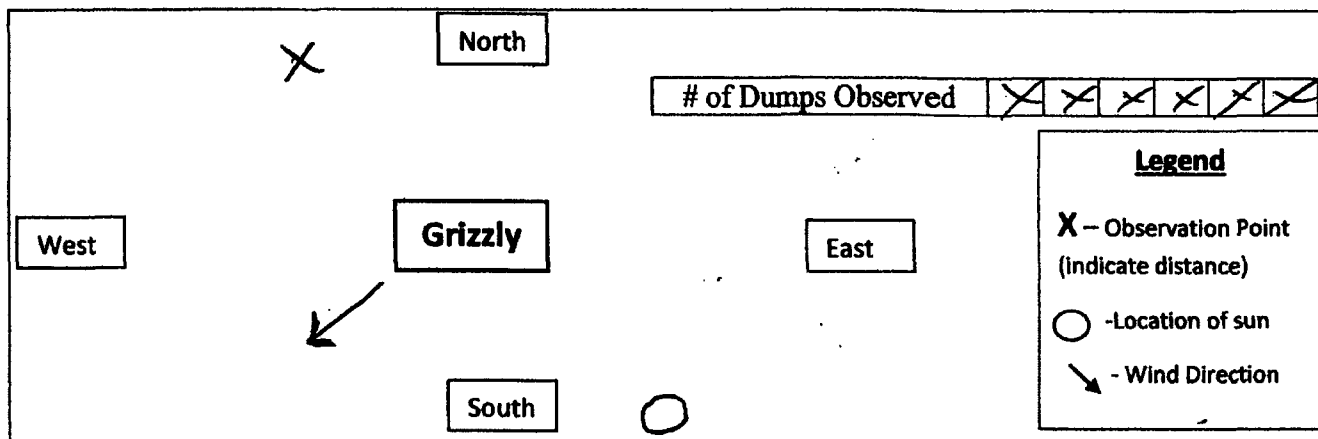 North
X
# of Dumps Observed X X X X X X
Legend
West
Grizzly
East
X – Observation Point
(indicate distance)
-Location of sun
- Wind Direction
South